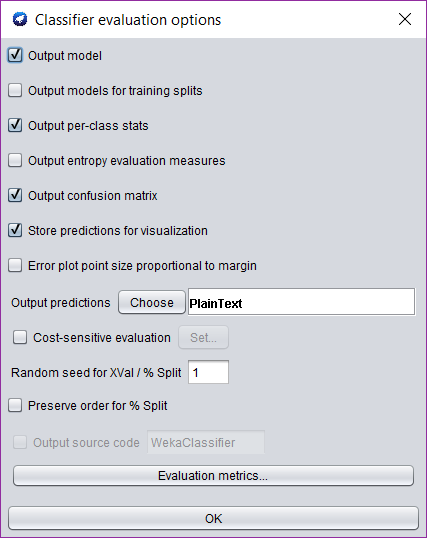 Classifier evaluation options
Output model
Output models for training splits
Output per-class stats
Output entropy evaluation measures
Output confusion matrix
Store predictions for visualization
Error plot point size proportional to margin
Output predictions Choose PlainText
Cost-sensitive evaluation Set...
Random seed for XVal / % Split 1
Preserve order for % Split
Output source code WekaClassifier
Evaluation metrics...
OK